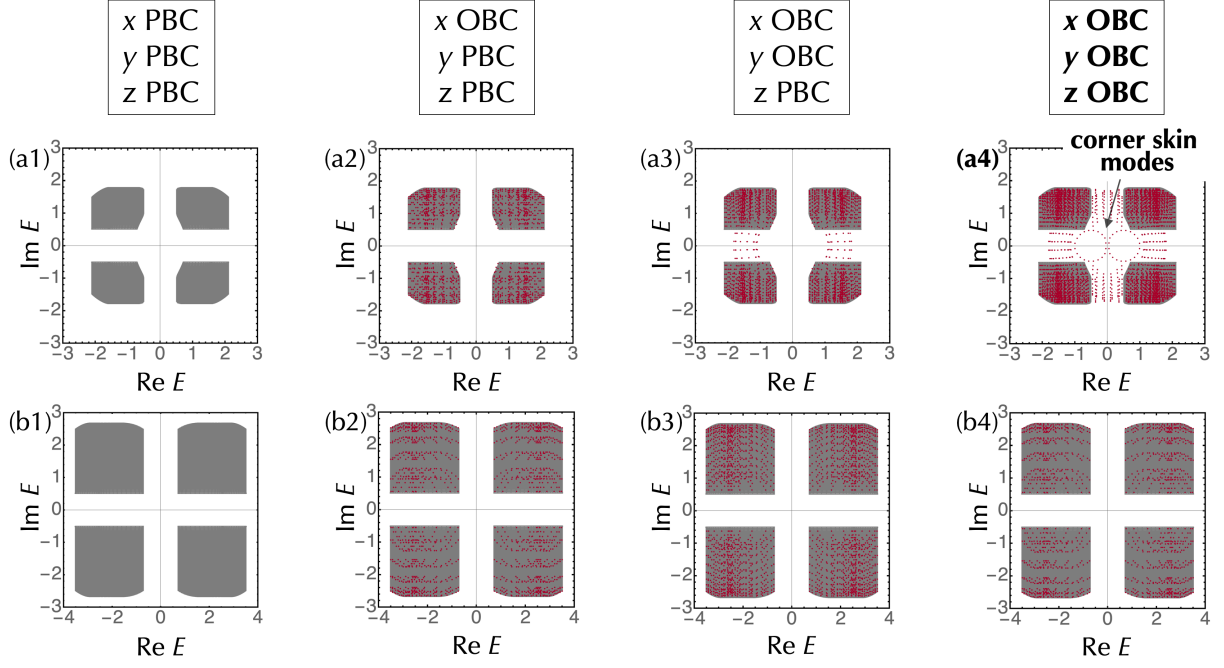 x PBC
y PBC
z PBC
x OBC
y PBC
z PBC
x OBC
y OBC
z PBC
x OBC
y OBC
z OBC
(a1)
3
2
1
0
−1
−2
−3
Im E
−3 −2 −1 0 1 2 3
Re E
(a2)
3
2
1
0
−1
−2
−3
Im E
−3 −2 −1 0 1 2 3
Re E
(a3)
3
2
1
0
−1
−2
−3
Im E
−3 −2 −1 0 1 2 3
Re E
(a4)
corner skin
modes
3
2
1
0
−1
−2
−3
Im E
−3 −2 −1 0 1 2 3
Re E
(b1)
3
2
1
0
−1
−2
−3
Im E
−4 −2 0 2 4
Re E
(b2)
3
2
1
0
−1
−2
−3
Im E
−4 −2 0 2 4
Re E
(b3)
3
2
1
0
−1
−2
−3
Im E
−4 −2 0 2 4
Re E
(b4)
3
2
1
0
−1
−2
−3
Im E
−4 −2 0 2 4
Re E